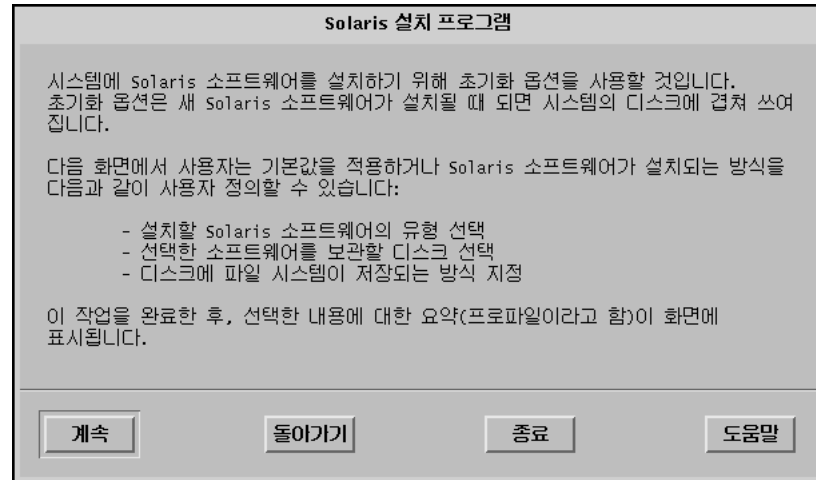 Solaris 설치 프로그램
시스템에 Solaris 소프트웨어를 설치하기 위해 초기화 옵션을 사용할 것입니다.
초기화 옵션은 새 Solaris 소프트웨어가 설치될 때 되면 시스템의 디스크에 겹쳐 쓰여
집니다.
다음 화면에서 사용자는 기본값을 적용하거나 Solaris 소프트웨어가 설치되는 방식을
다음과 같이 사용자 정의할 수 있습니다:
- 설치할 Solaris 소프트웨어의 유형 선택
- 선택한 소프트웨어를 보관할 디스크 선택
- 디스크에 파일 시스템이 저장되는 방식 지정
이 작업을 완료한 후, 선택한 내용에 대한 요약(프로파일이라고 함)이 화면에
표시됩니다.
계속 돌아가기 종료 도움말